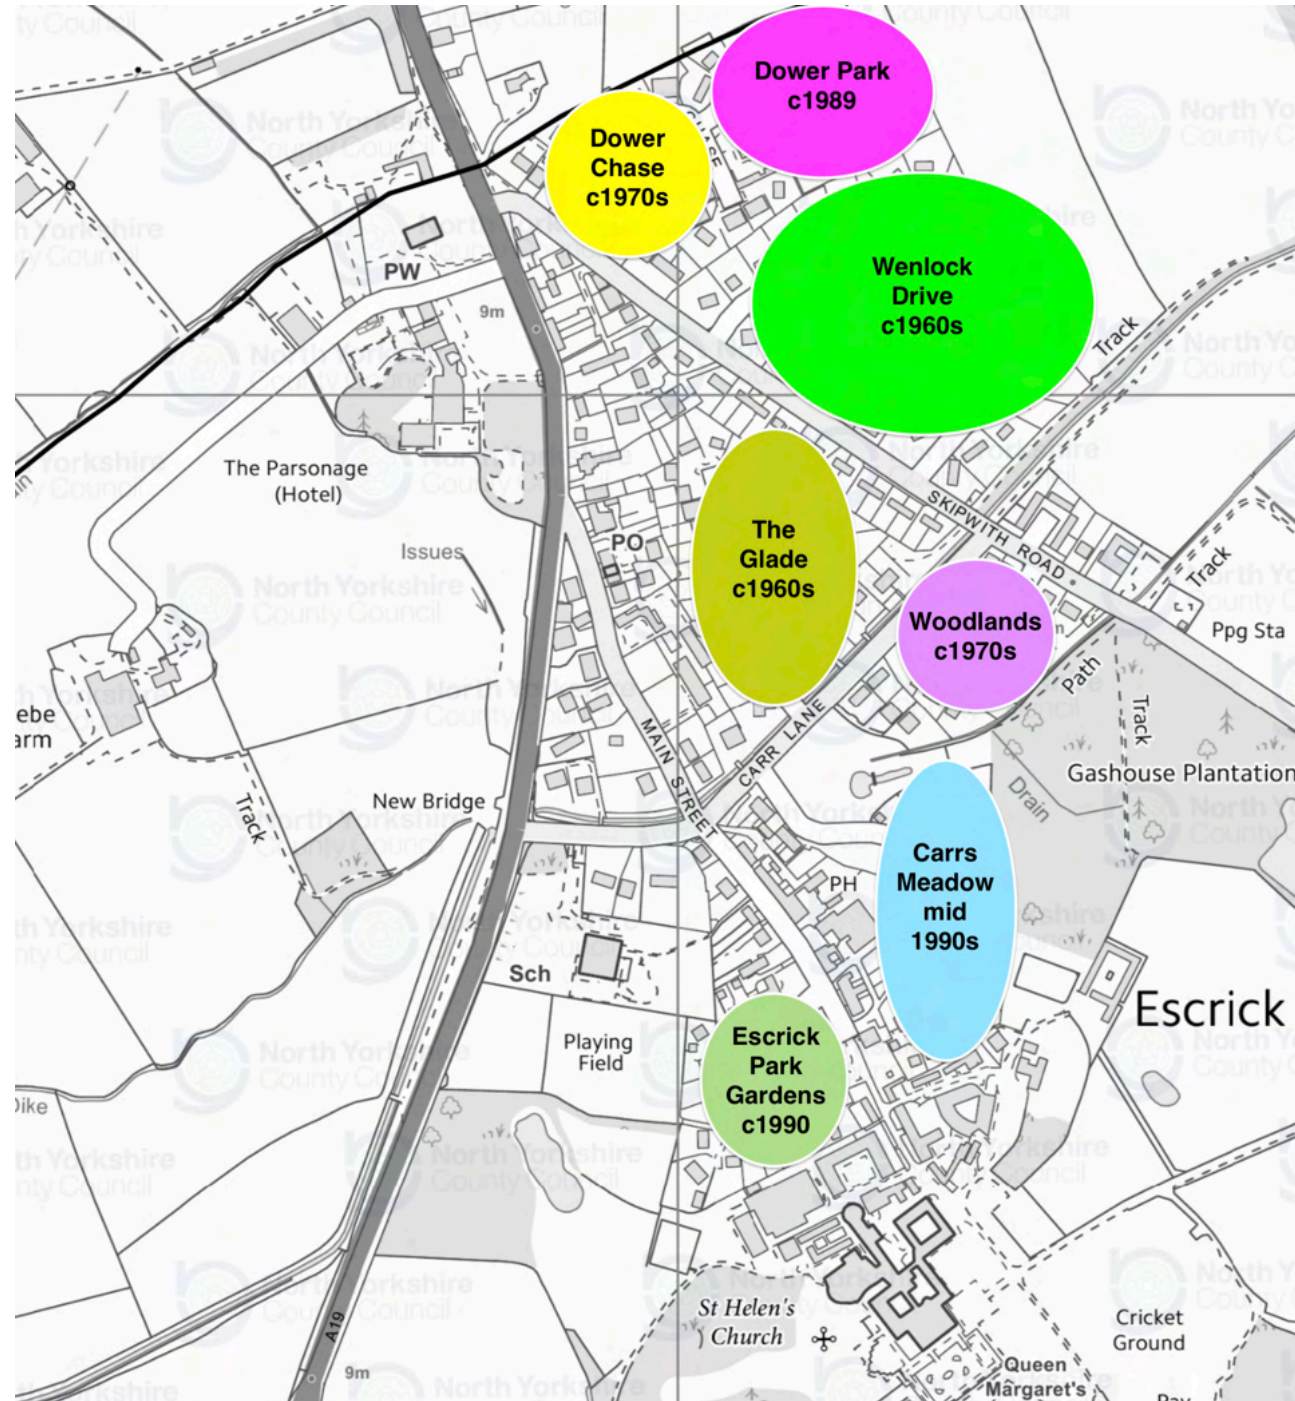 Dower Park
c1989
Dower
Chase
c1970s
Wenlock
Drive
c1960s
PW
9m
Track
The Parsonage
(Hotel)
Issues
PO
The
Glade
c1960s
SKIPWITH ROAD
Track
Woodlands
c1970s
Ppg Sta
Path
Track
MAIN STREET
CARR LANE
Gashouse Plantation
Drain
New Bridge
Track
Carrs
Meadow
mid
1990s
PH
Sch
Escrick
Playing
Field
Escrick
Park
Gardens
c1990
St Helen's
Church
Cricket
Ground
A19
9m
Queen
Margaret's
North Yorkshire
County Council